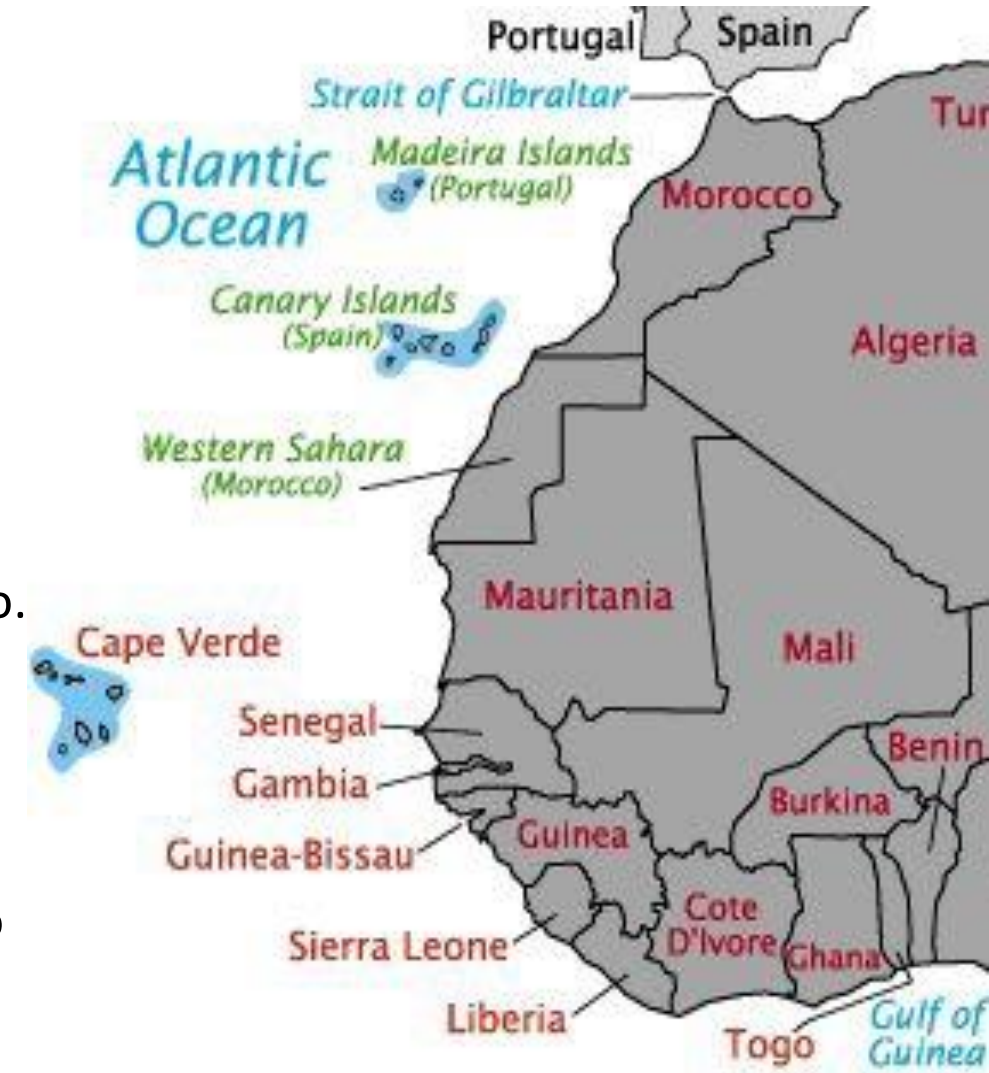 Portugal
Spain
Strait of Gilbraltar
Tur
Atlantic
Ocean
Madeira Islands
(Portugal)
Morocco
Canary Islands
(Spain)
Algeria
Western Sahara
(Morocco)
Mauritania
Cape Verde
Mali
Senegal
Benin
Gambia
Burkina
Guinea
Guinea-Bissau
Cote
D'Ivore
Ghana
Sierra Leone
Liberia
Togo
Gulf of
Guinea